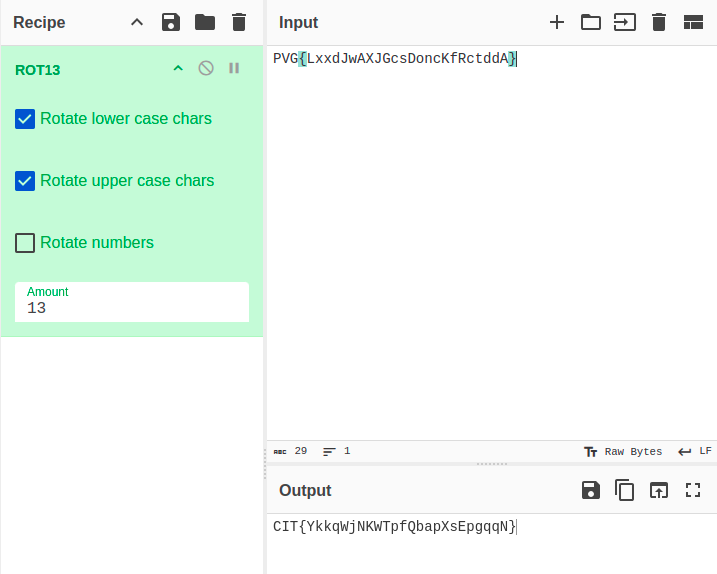 Recipe
ROT13
Rotate lower case chars
Rotate upper case chars
Rotate numbers
Amount
13
Input
PVG{LxxdJwAXJGcsDoncKfRctddA}
ABC 29 1 Tt Raw Bytes LF
Output
CIT{YkkqWjNKWTpfQbapXsEpgqqN}